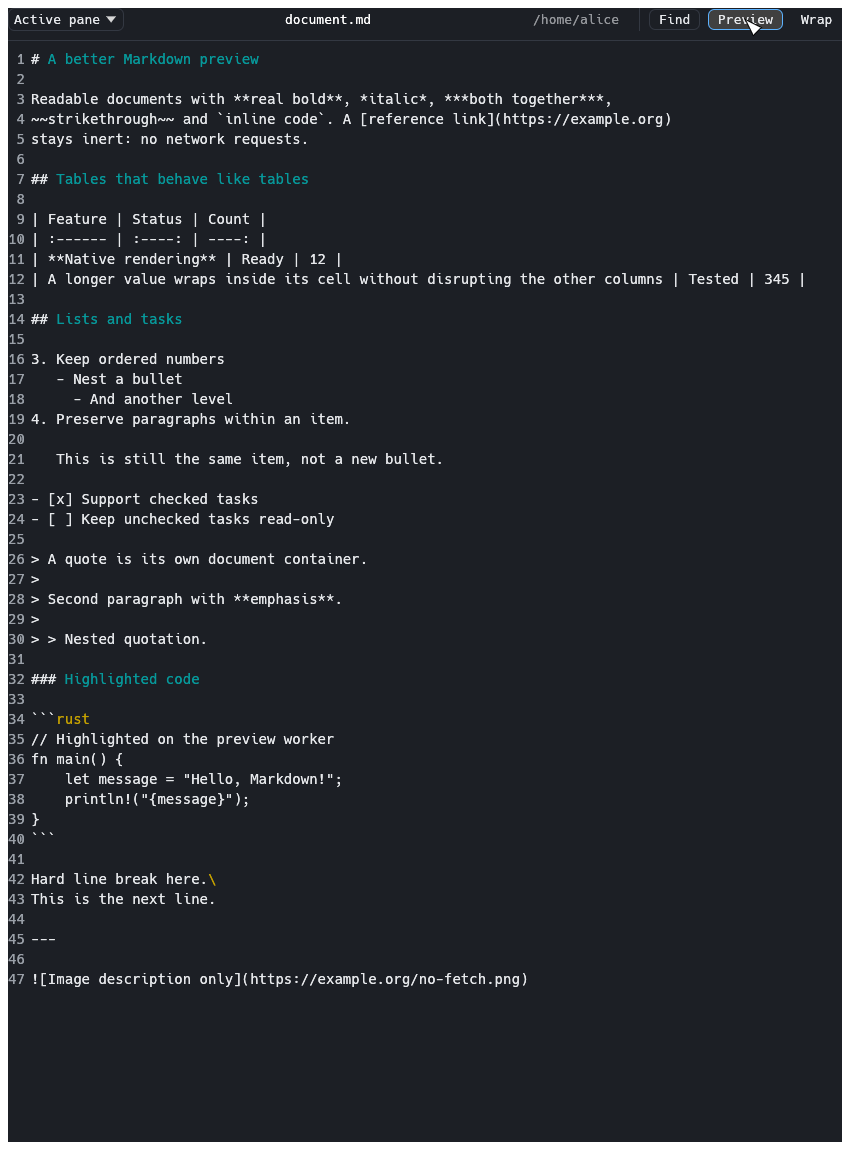 Active pane ▼ document.md /home/alice Find Preview Wrap
1 # A better Markdown preview
2
3 Readable documents with **real bold**, *italic*, ***both together***,
4 ~~strikethrough~~ and `inline code`. A [reference link](https://example.org)
5 stays inert: no network requests.
6
7 ## Tables that behave like tables
8
9 | Feature | Status | Count |
10 | :------ | :----: | ----: |
11 | **Native rendering** | Ready | 12 |
12 | A longer value wraps inside its cell without disrupting the other columns | Tested | 345 |
13
14 ## Lists and tasks
15
16 3. Keep ordered numbers
17    - Nest a bullet
18      - And another level
19 4. Preserve paragraphs within an item.
20
21    This is still the same item, not a new bullet.
22
23 - [x] Support checked tasks
24 - [ ] Keep unchecked tasks read-only
25
26 > A quote is its own document container.
27 >
28 > Second paragraph with **emphasis**.
29 >
30 > > Nested quotation.
31
32 ### Highlighted code
33
34 ```rust
35 // Highlighted on the preview worker
36 fn main() {
37     let message = "Hello, Markdown!";
38     println!("{message}");
39 }
40 ```
41
42 Hard line break here.\
43 This is the next line.
44
45 ---
46
47 ![Image description only](https://example.org/no-fetch.png)